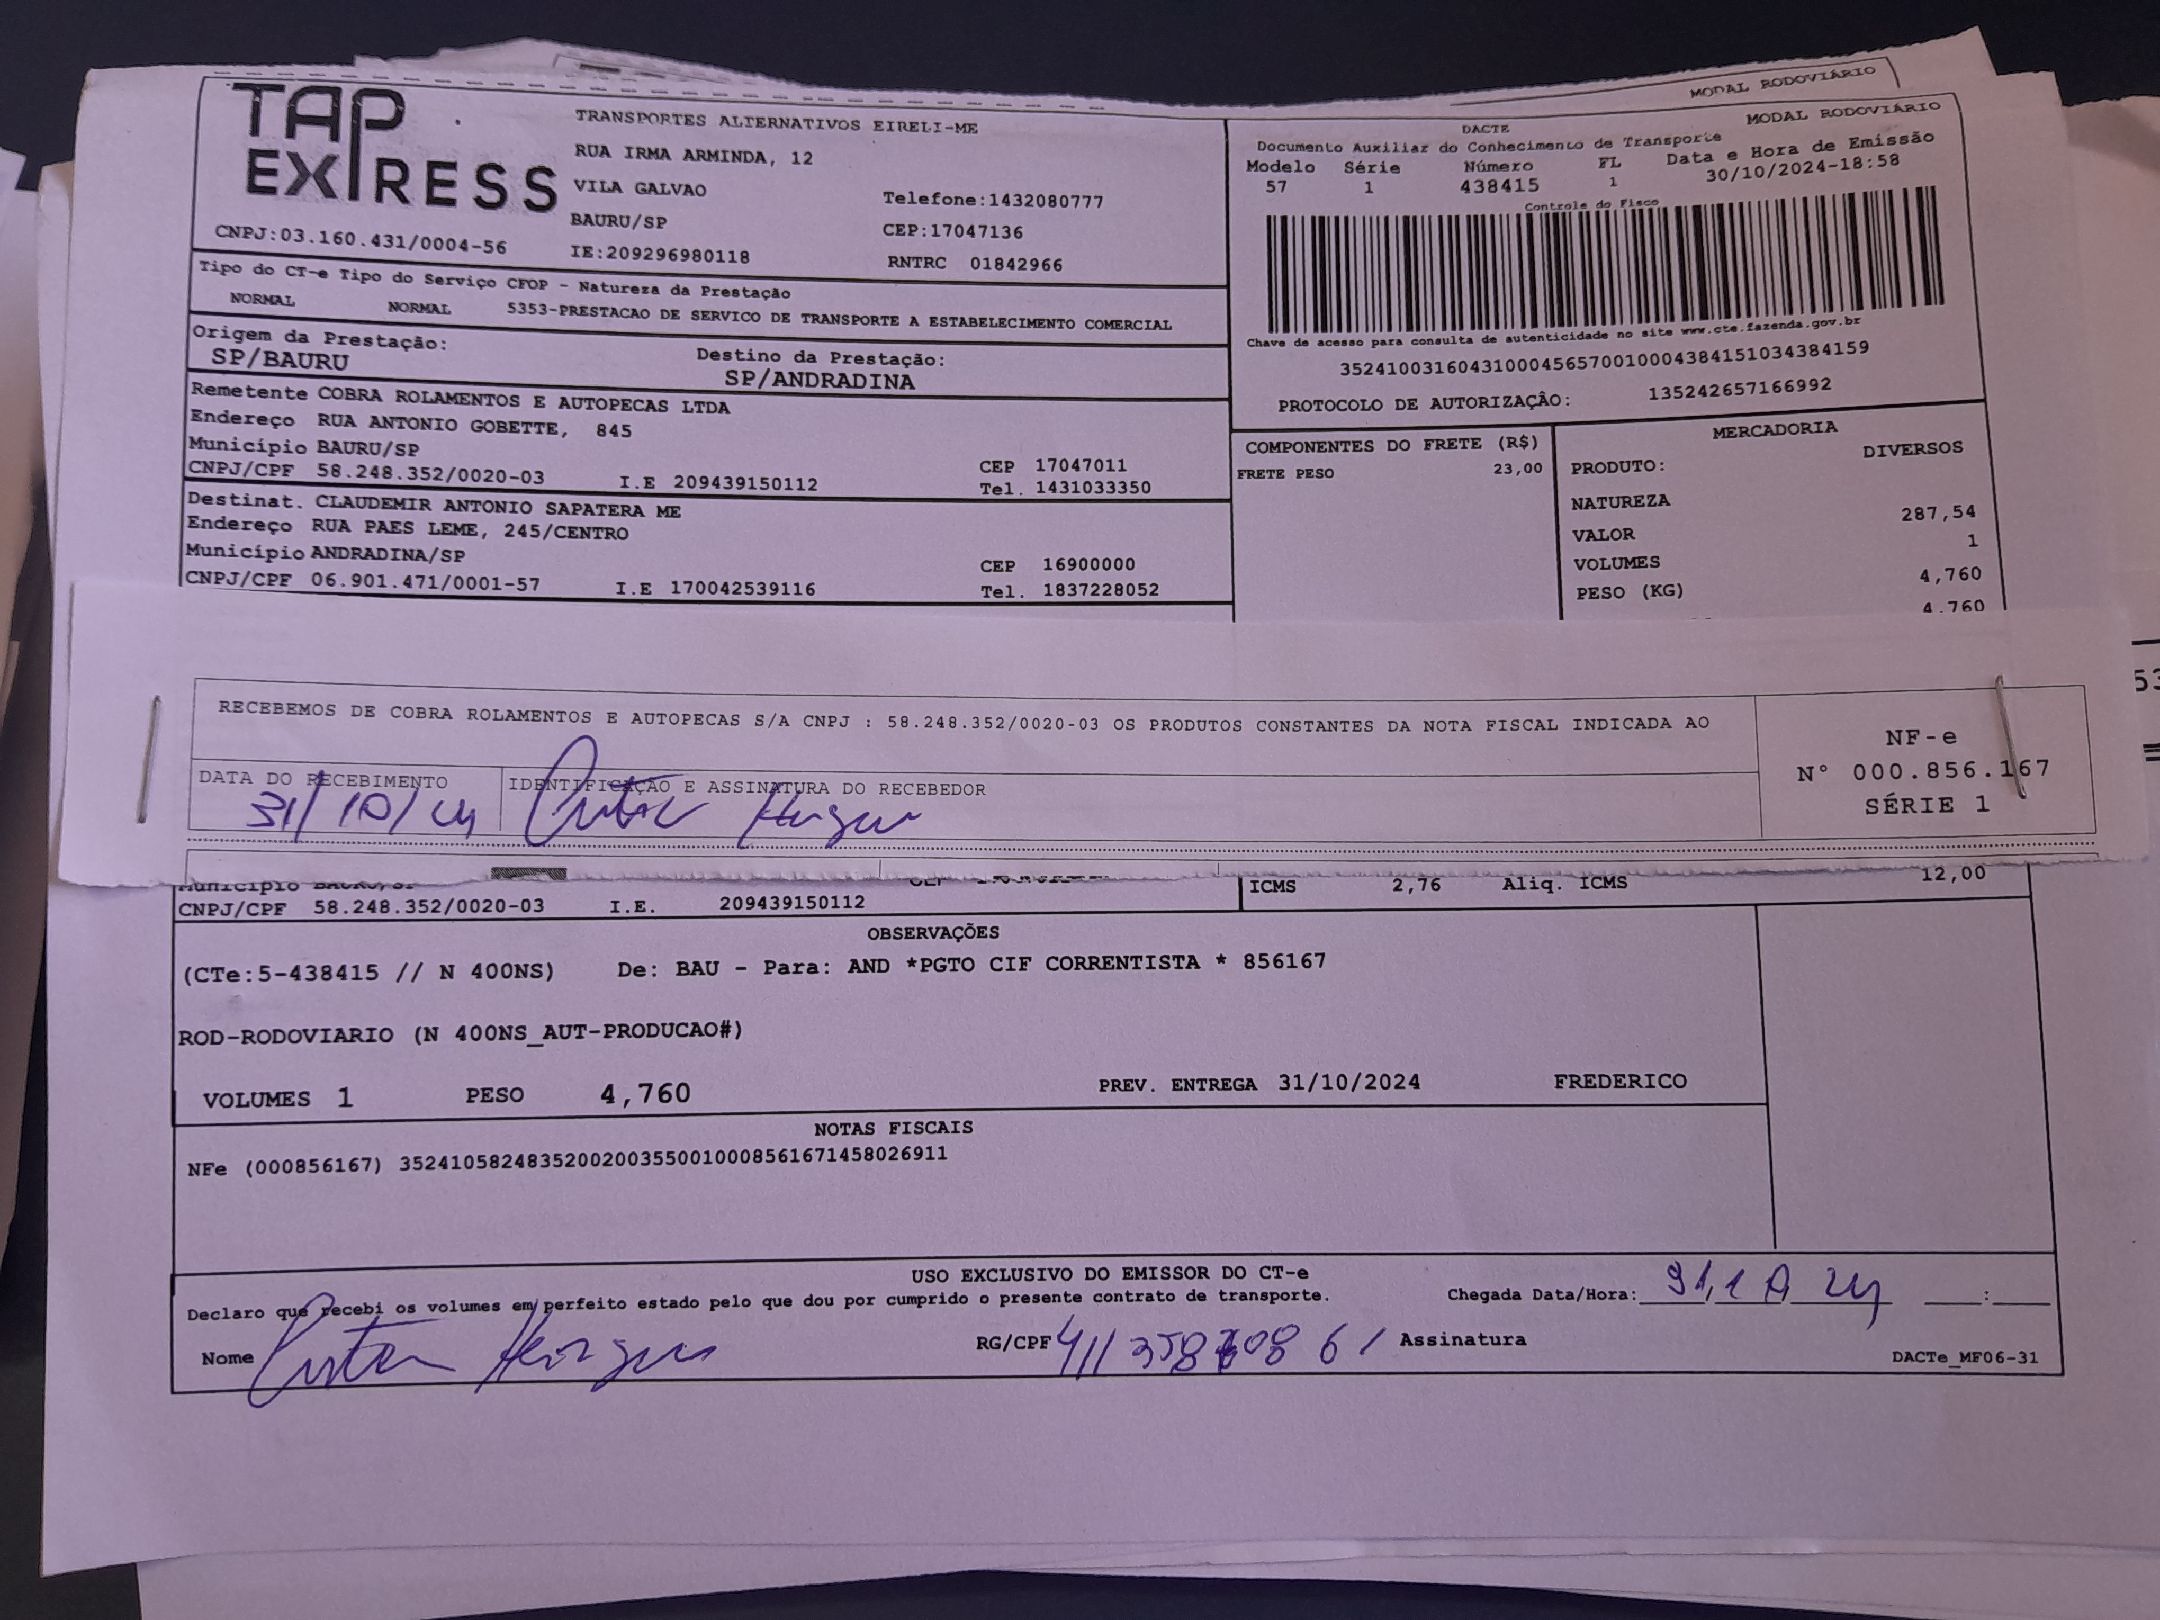 MODAL RODOVIÁRIO
TAP EXPRESS
CNPJ:03.160.431/0004-56
TRANSPORTES ALTERNATIVOS EIRELI-ME
RUA IRMA ARMINDA, 12
VILA GALVAO
BAURU/SP
IE:209296980118
Telefone:1432080777
CEP:17047136
RNTRC 01842966
MODAL RODOVIÁRIO
DACTE
Documento Auxiliar do Conhecimento de Transporte
Modelo Série Número FL Data e Hora de Emissão
57 1 438415 1 30/10/2024-18:58
Controle do Fisco
Chave de acesso para consulta de autenticidade no site www.cte.fazenda.gov.br
35241003160431000456570010004384151034384159
PROTOCOLO DE AUTORIZAÇÂO: 135242657166992
Tipo do CT-e Tipo do Serviço CFOP - Natureza da Prestação
NORMAL NORMAL 5353-PRESTACAO DE SERVICO DE TRANSPORTE A ESTABELECIMENTO COMERCIAL
Origem da Prestação: Destino da Prestação:
SP/BAURU SP/ANDRADINA
Remetente COBRA ROLAMENTOS E AUTOPECAS LTDA
Endereço RUA ANTONIO GOBETTE, 845
Município BAURU/SP CEP 17047011
CNPJ/CPF 58.248.352/0020-03 I.E 209439150112 Tel. 1431033350
Destinat. CLAUDEMIR ANTONIO SAPATERA ME
Endereço RUA PAES LEME, 245/CENTRO
Município ANDRADINA/SP CEP 16900000
CNPJ/CPF 06.901.471/0001-57 I.E 170042539116 Tel. 1837228052
COMPONENTES DO FRETE (R$)
FRETE PESO 23,00
MERCADORIA
PRODUTO: DIVERSOS
NATUREZA
VALOR 287,54
VOLUMES 1
PESO (KG) 4,760
4.760
RECEBEMOS DE COBRA ROLAMENTOS E AUTOPECAS S/A CNPJ : 58.248.352/0020-03 OS PRODUTOS CONSTANTES DA NOTA FISCAL INDICADA AO
DATA DO RECEBIMENTO IDENTIFICAÇÃO E ASSINATURA DO RECEBEDOR
31/10/24
NF-e
N° 000.856.167
SÉRIE 1
Município BAURU/SP
CNPJ/CPF 58.248.352/0020-03 I.E. 209439150112
ICMS 2,76 Aliq. ICMS 12,00
OBSERVAÇÕES
(CTe:5-438415 // N 400NS) De: BAU - Para: AND *PGTO CIF CORRENTISTA * 856167
ROD-RODOVIARIO (N 400NS_AUT-PRODUCAO#)
VOLUMES 1 PESO 4,760 PREV. ENTREGA 31/10/2024 FREDERICO
NOTAS FISCAIS
NFe (000856167) 35241058248352002003550010008561671458026911
USO EXCLUSIVO DO EMISSOR DO CT-e
Declaro que recebi os volumes em perfeito estado pelo que dou por cumprido o presente contrato de transporte.
Chegada Data/Hora: ___ ___ ___ ___:___
Nome RG/CPF Assinatura
DACTe_MF06-31